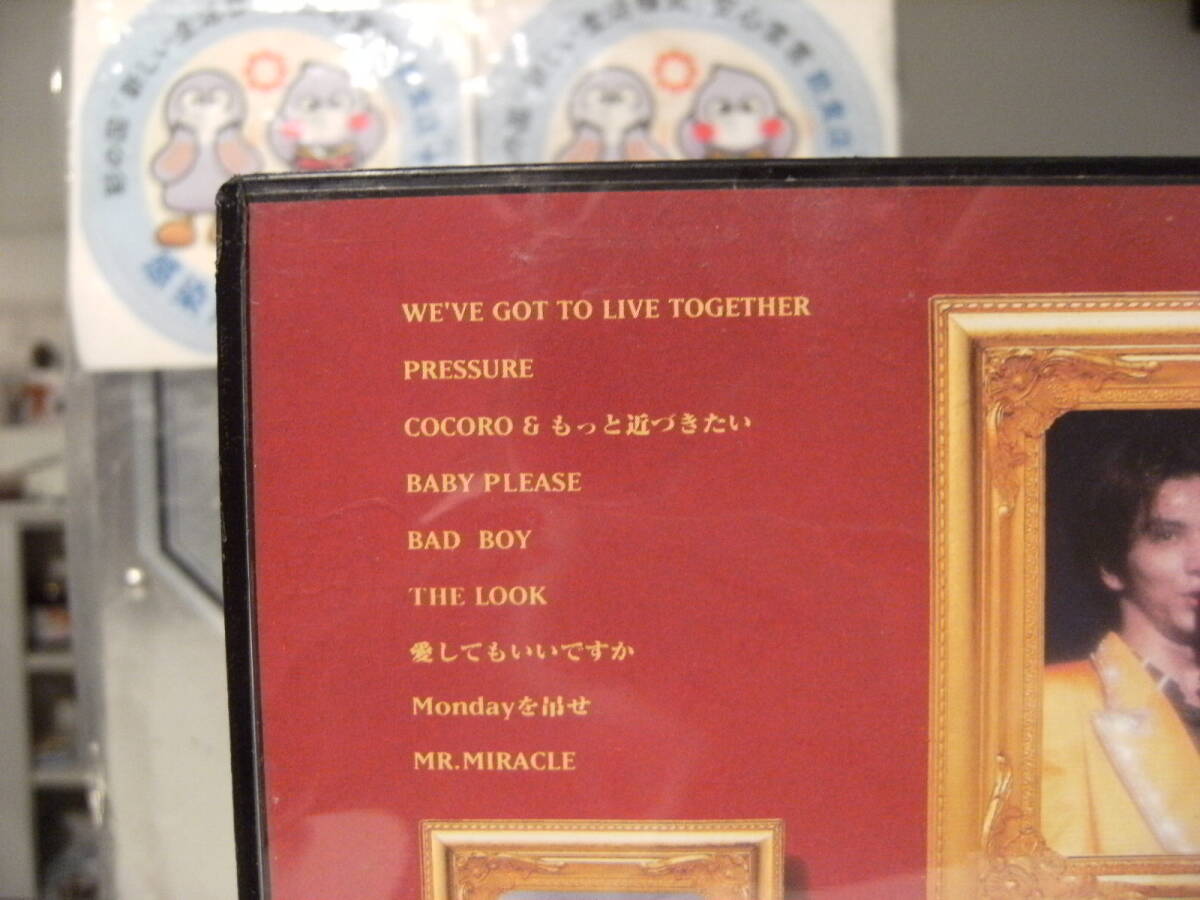 WE'VE GOT TO LIVE TOGETHER
PRESSURE
COCORO & もっと近づきたい
BABY PLEASE
BAD BOY
THE LOOK
愛してもいいですか
Mondayを吊せ
MR.MIRACLE